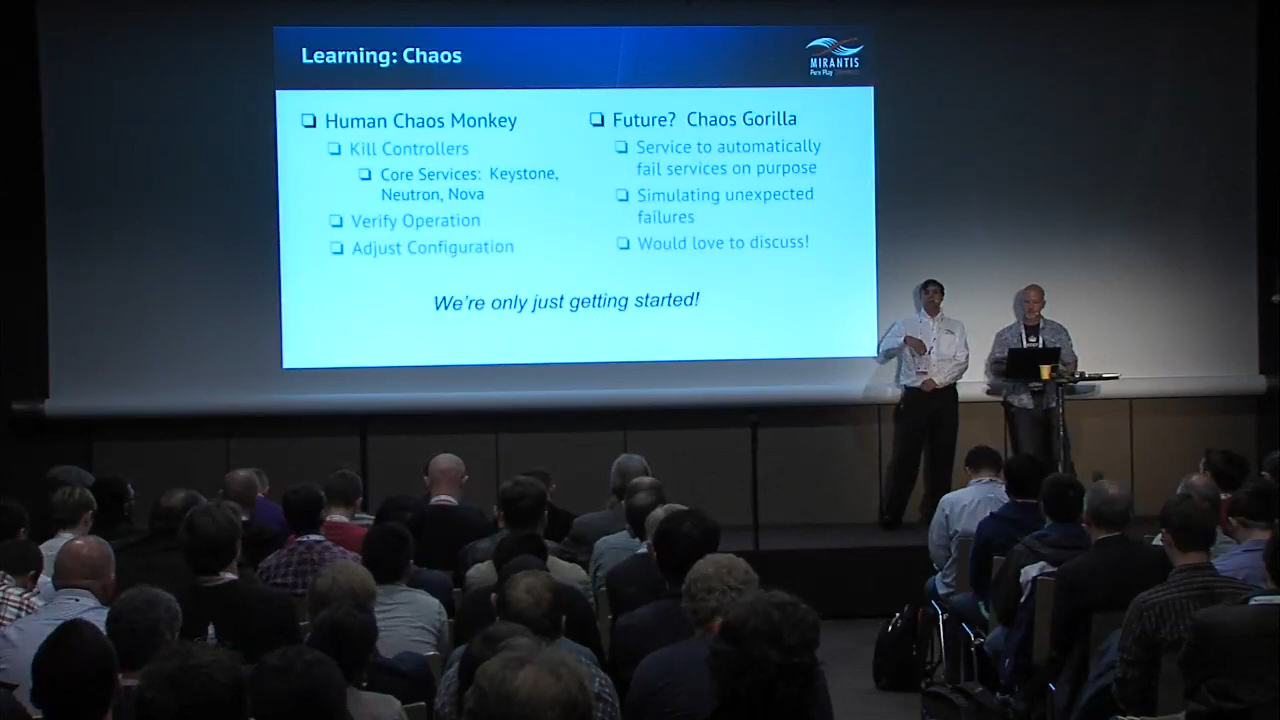 Learning: Chaos
MIRANTIS
Pure Play
Human Chaos Monkey
Kill Controllers
Core Services: Keystone,
Neutron, Nova
Verify Operation
Adjust Configuration
Future? Chaos Gorilla
Service to automatically
fail services on purpose
Simulating unexpected
failures
Would love to discuss!
We're only just getting started!